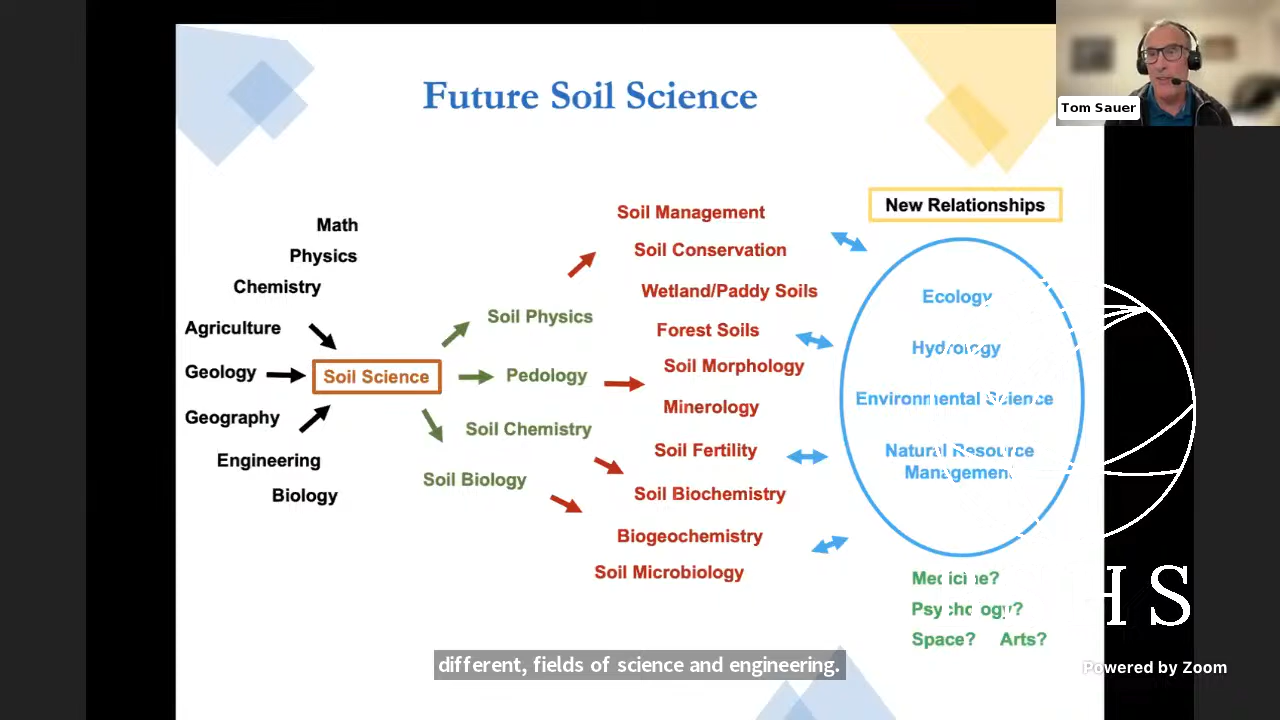 Future Soil Science
Tom Sauer
Math
Physics
Chemistry
Agriculture
Geology
Geography
Engineering
Biology
Soil Science
Soil Physics
Pedology
Soil Chemistry
Soil Biology
Soil Management
Soil Conservation
Wetland/Paddy Soils
Forest Soils
Soil Morphology
Minerology
Soil Fertility
Soil Biochemistry
Biogeochemistry
Soil Microbiology
New Relationships
Ecology
Hydrology
Environmental Science
Natural Resource
Management
Medicine?
Psychology?
Space? Arts?
HS
different, fields of science and engineering.
Powered by Zoom